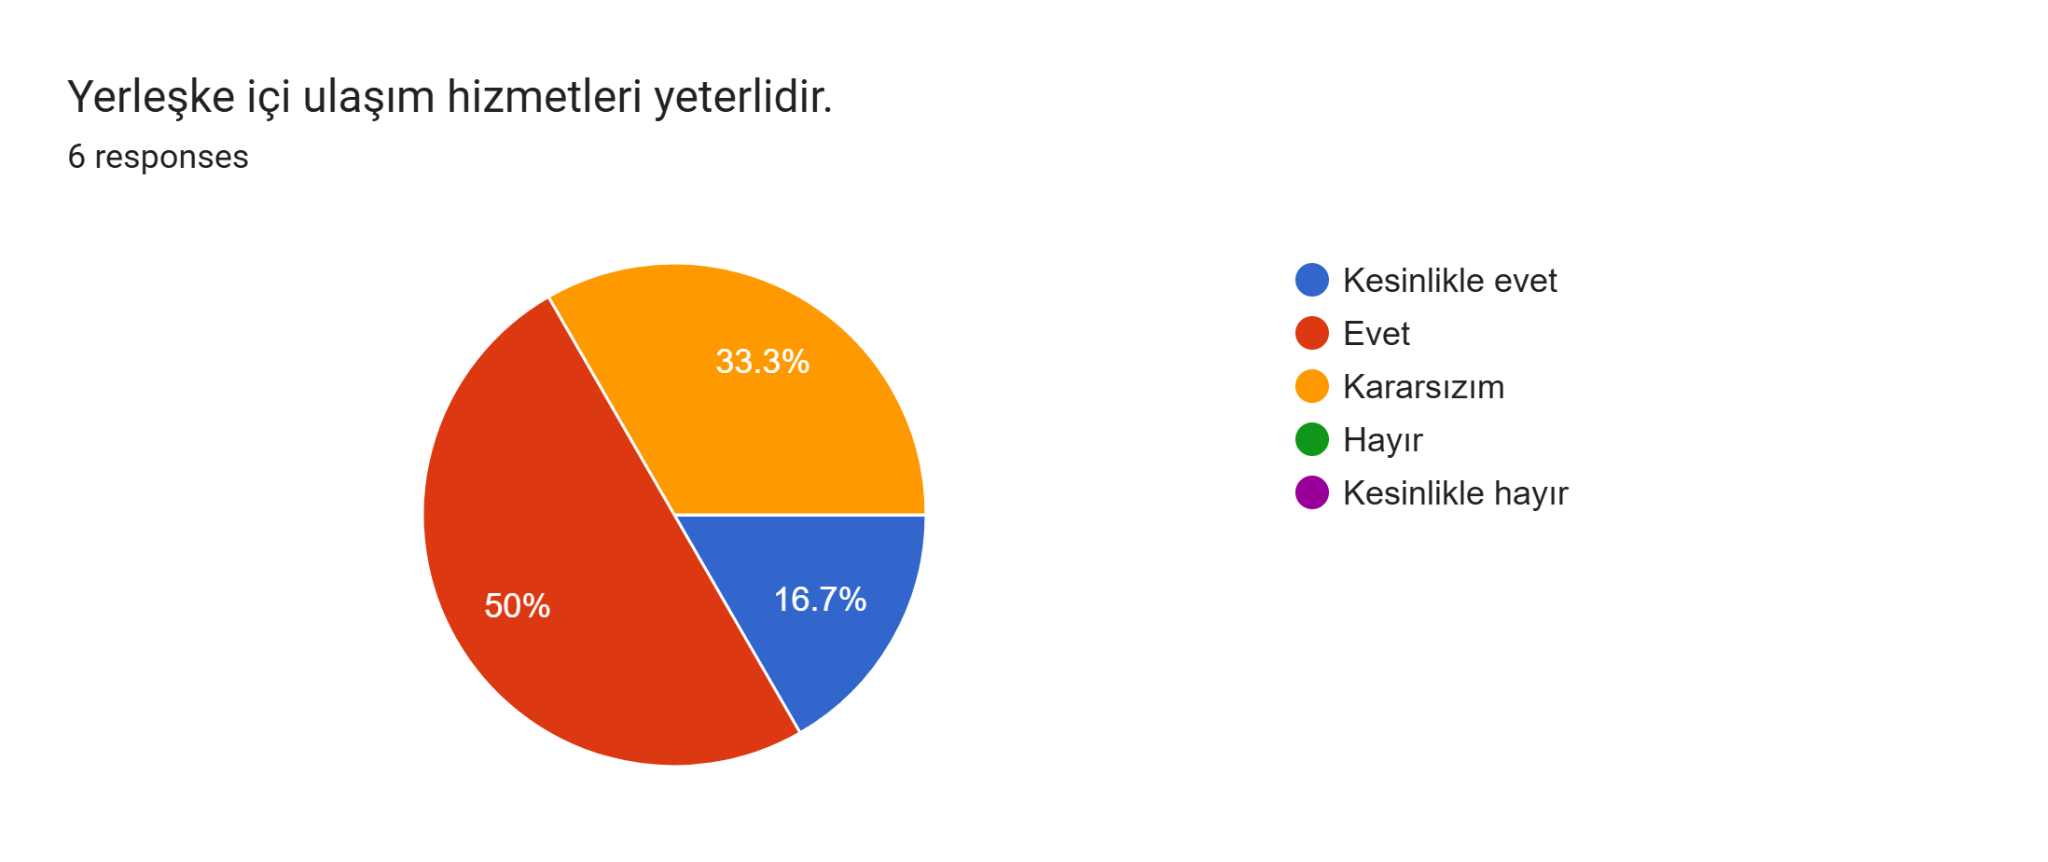 Yerleşke içi ulaşım hizmetleri yeterlidir.
6 responses
33.3%
50%
16.7%
Kesinlikle evet
Evet
Kararsızım
Hayır
Kesinlikle hayır